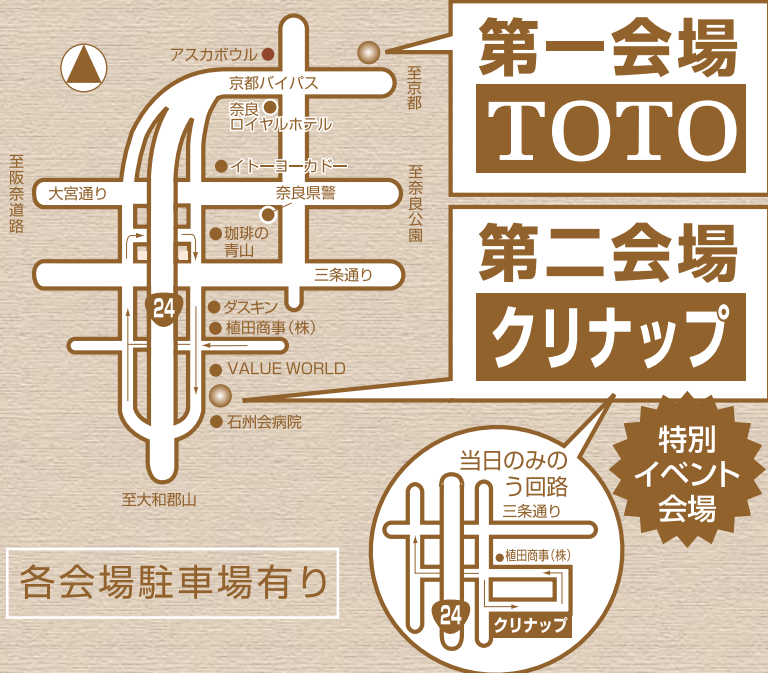 第一会場
TOTO
アスカボウル
京都バイパス
至京都
奈良
ロイヤルホテル
イトーヨーカドー
至阪奈道路
大宮通り
奈良県警
至奈良公園
珈琲の
青山
第二会場
クリナップ
三条通り
24
ダスキン
植田商事(株)
VALUE WORLD
石州会病院
至大和郡山
特別
イベント
会場
当日のみの
う回路
三条通り
植田商事(株)
24
クリナップ
各会場駐車場有り